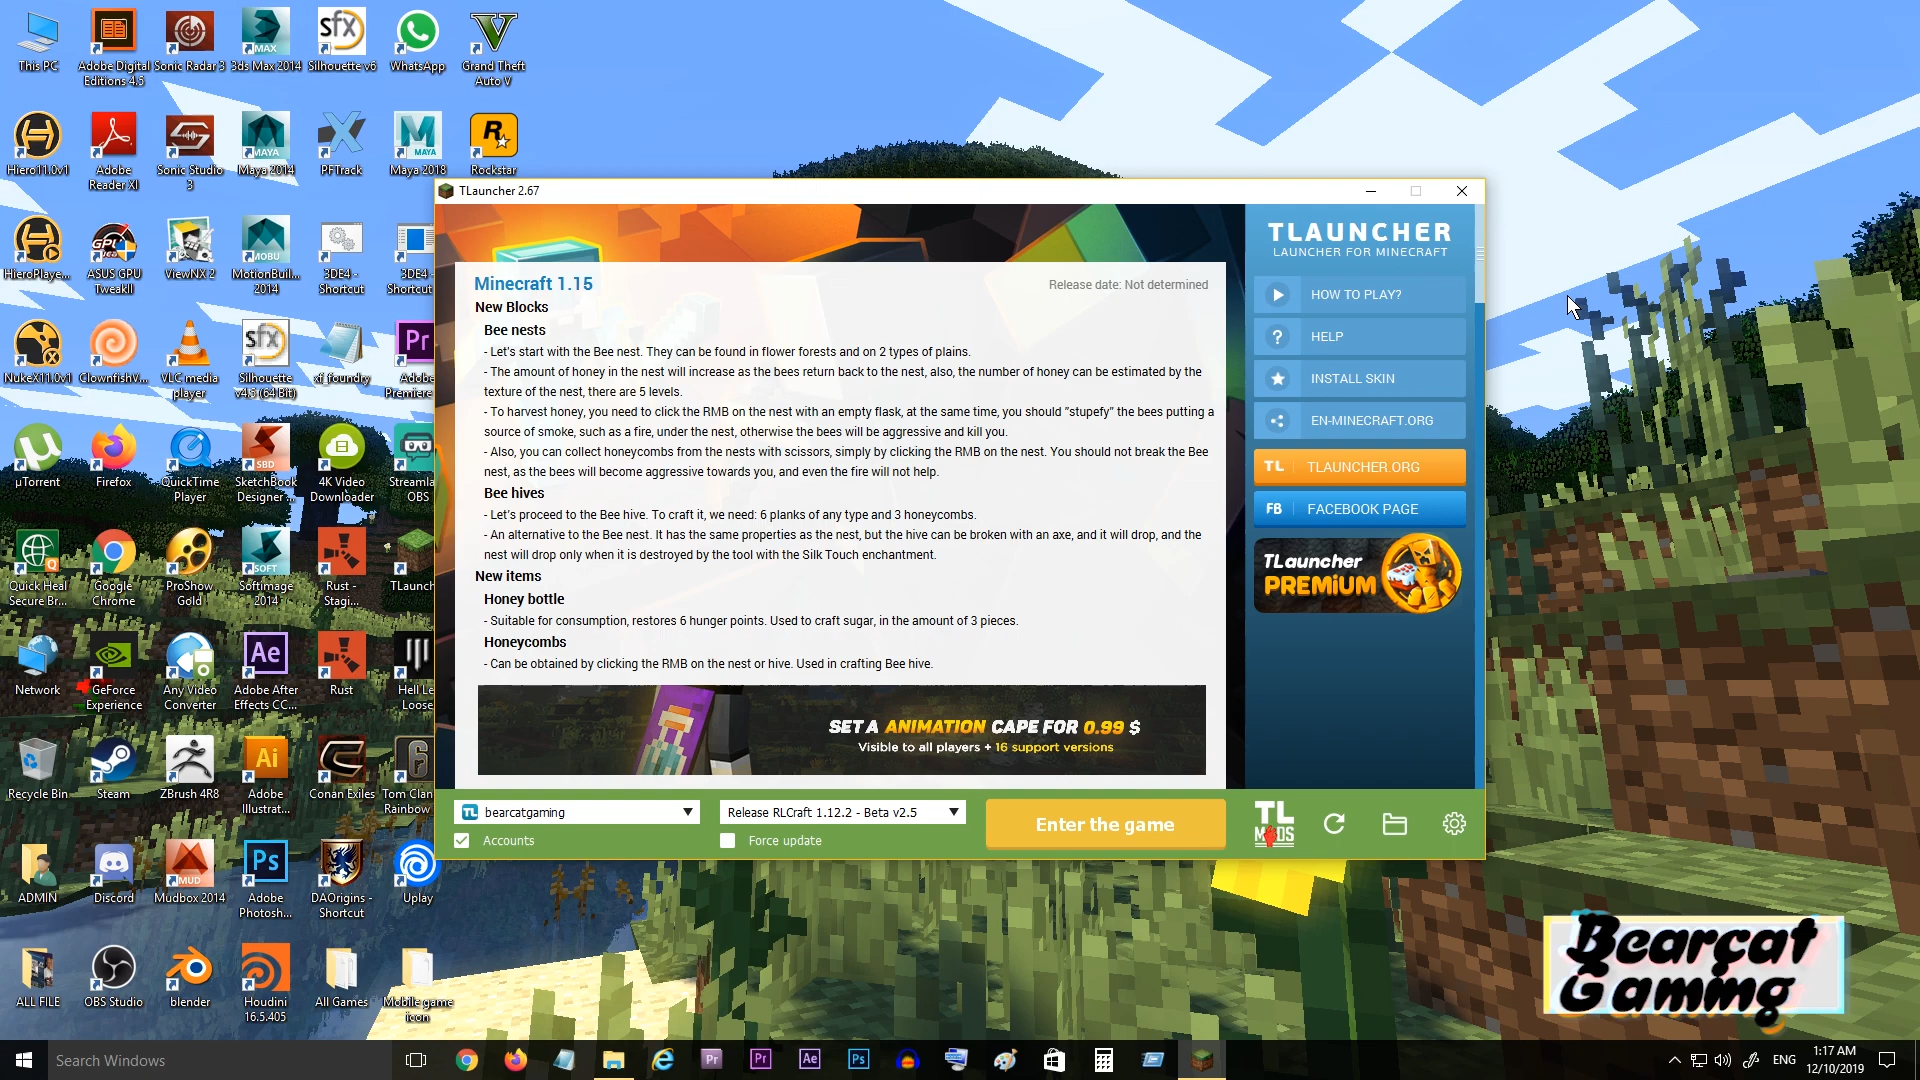 This PC
Adobe Digital
Editions 4.5
Sonic Radar 3
3ds Max 2014
Silhouette v6
WhatsApp
Grand Theft
Auto V
Hiero11.0v1
Adobe
Reader XI
Sonic Studio
3
Maya 2014
PFTrack
Maya 2018
Rockstar
HieroPlaye...
ASUS GPU
TweakII
ViewNX 2
MotionBuil...
2014
3DE4 -
Shortcut
3DE4 -
Shortcut
NukeX11.0v1
ClownfishV...
VLC media
player
Silhouette
v4.5 (64 Bit)
xf_foundry
Adobe
Premiere
µTorrent
Firefox
QuickTime
Player
SketchBook
Designer ...
4K Video
Downloader
Streamla
OBS
Quick Heal
Secure Br...
Google
Chrome
ProShow
Gold
Softimage
2014
Rust -
Stagi...
TLaunch
Network
GeForce
Experience
Any Video
Converter
Adobe After
Effects CC...
Rust
Hell Le
Loose
Recycle Bin
Steam
ZBrush 4R8
Adobe
Illustrat...
Conan Exiles
Tom Clan
Rainbow
ADMIN
Discord
Mudbox 2014
Adobe
Photosh...
DAOrigins -
Shortcut
Uplay
ALL FILE
OBS Studio
blender
Houdini
16.5.405
All Games
Mobile game
icon
TLauncher 2.67
Minecraft 1.15
Release date: Not determined
New Blocks
Bee nests
- Let's start with the Bee nest. They can be found in flower forests and on 2 types of plains.
- The amount of honey in the nest will increase as the bees return back to the nest, also, the number of honey can be estimated by the
texture of the nest, there are 5 levels.
- To harvest honey, you need to click the RMB on the nest with an empty flask, at the same time, you should "stupefy" the bees putting a
source of smoke, such as a fire, under the nest, otherwise the bees will be aggressive and kill you.
- Also, you can collect honeycombs from the nests with scissors, simply by clicking the RMB on the nest. You should not break the Bee
nest, as the bees will become aggressive towards you, and even the fire will not help.
Bee hives
- Let's proceed to the Bee hive. To craft it, we need: 6 planks of any type and 3 honeycombs.
- An alternative to the Bee nest. It has the same properties as the nest, but the hive can be broken with an axe, and it will drop, and the
nest will drop only when it is destroyed by the tool with the Silk Touch enchantment.
New items
Honey bottle
- Suitable for consumption, restores 6 hunger points. Used to craft sugar, in the amount of 3 pieces.
Honeycombs
- Can be obtained by clicking the RMB on the nest or hive. Used in crafting Bee hive.
SET A ANIMATION CAPE FOR 0.99 $
Visible to all players + 16 support versions
TLAUNCHER
LAUNCHER FOR MINECRAFT
HOW TO PLAY?
HELP
INSTALL SKIN
EN-MINECRAFT.ORG
TL TLAUNCHER.ORG
FB FACEBOOK PAGE
TLauncher
PREMIUM
TL bearcatgaming
Release RLCraft 1.12.2 - Beta v2.5
Enter the game
TL
MODS
Accounts
Force update
Bearcat
Gammg
Search Windows
ENG
1:17 AM
12/10/2019